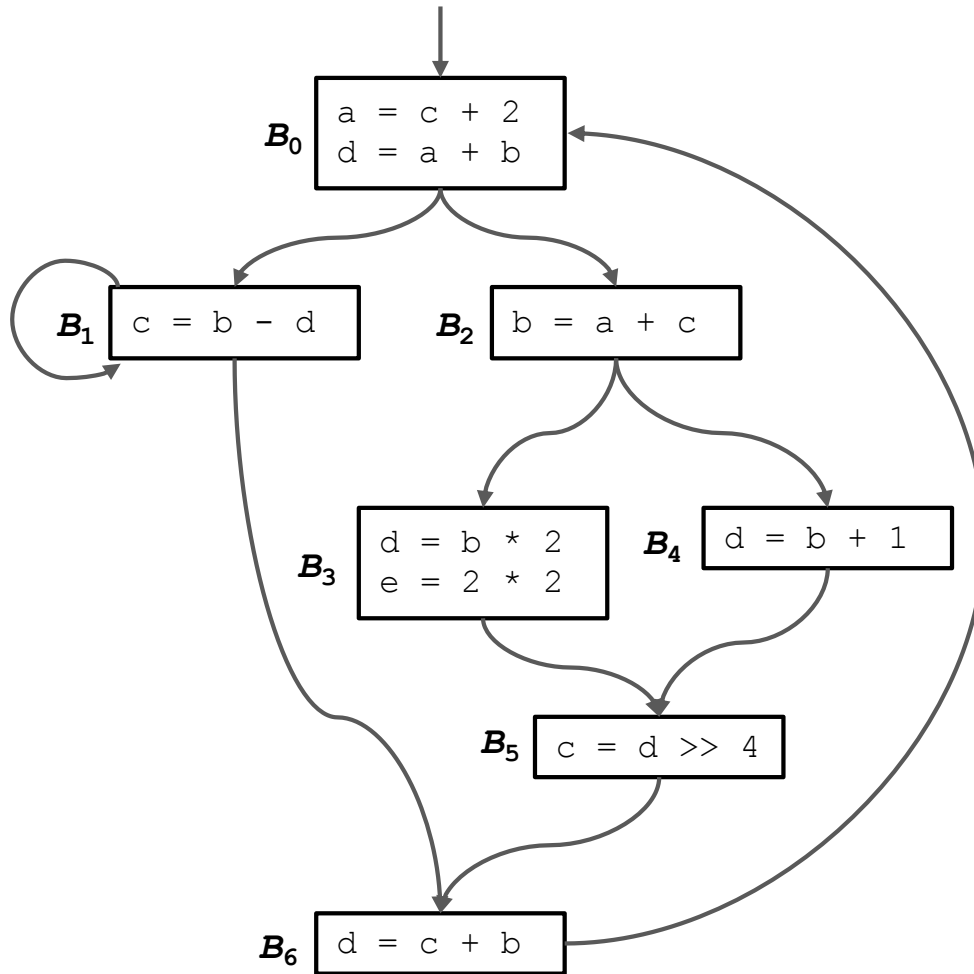 B0
a = c + 2
d = a + b
B1
c = b - d
B2
b = a + c
B3
d = b * 2
e = 2 * 2
B4
d = b + 1
B5
c = d >> 4
B6
d = c + b